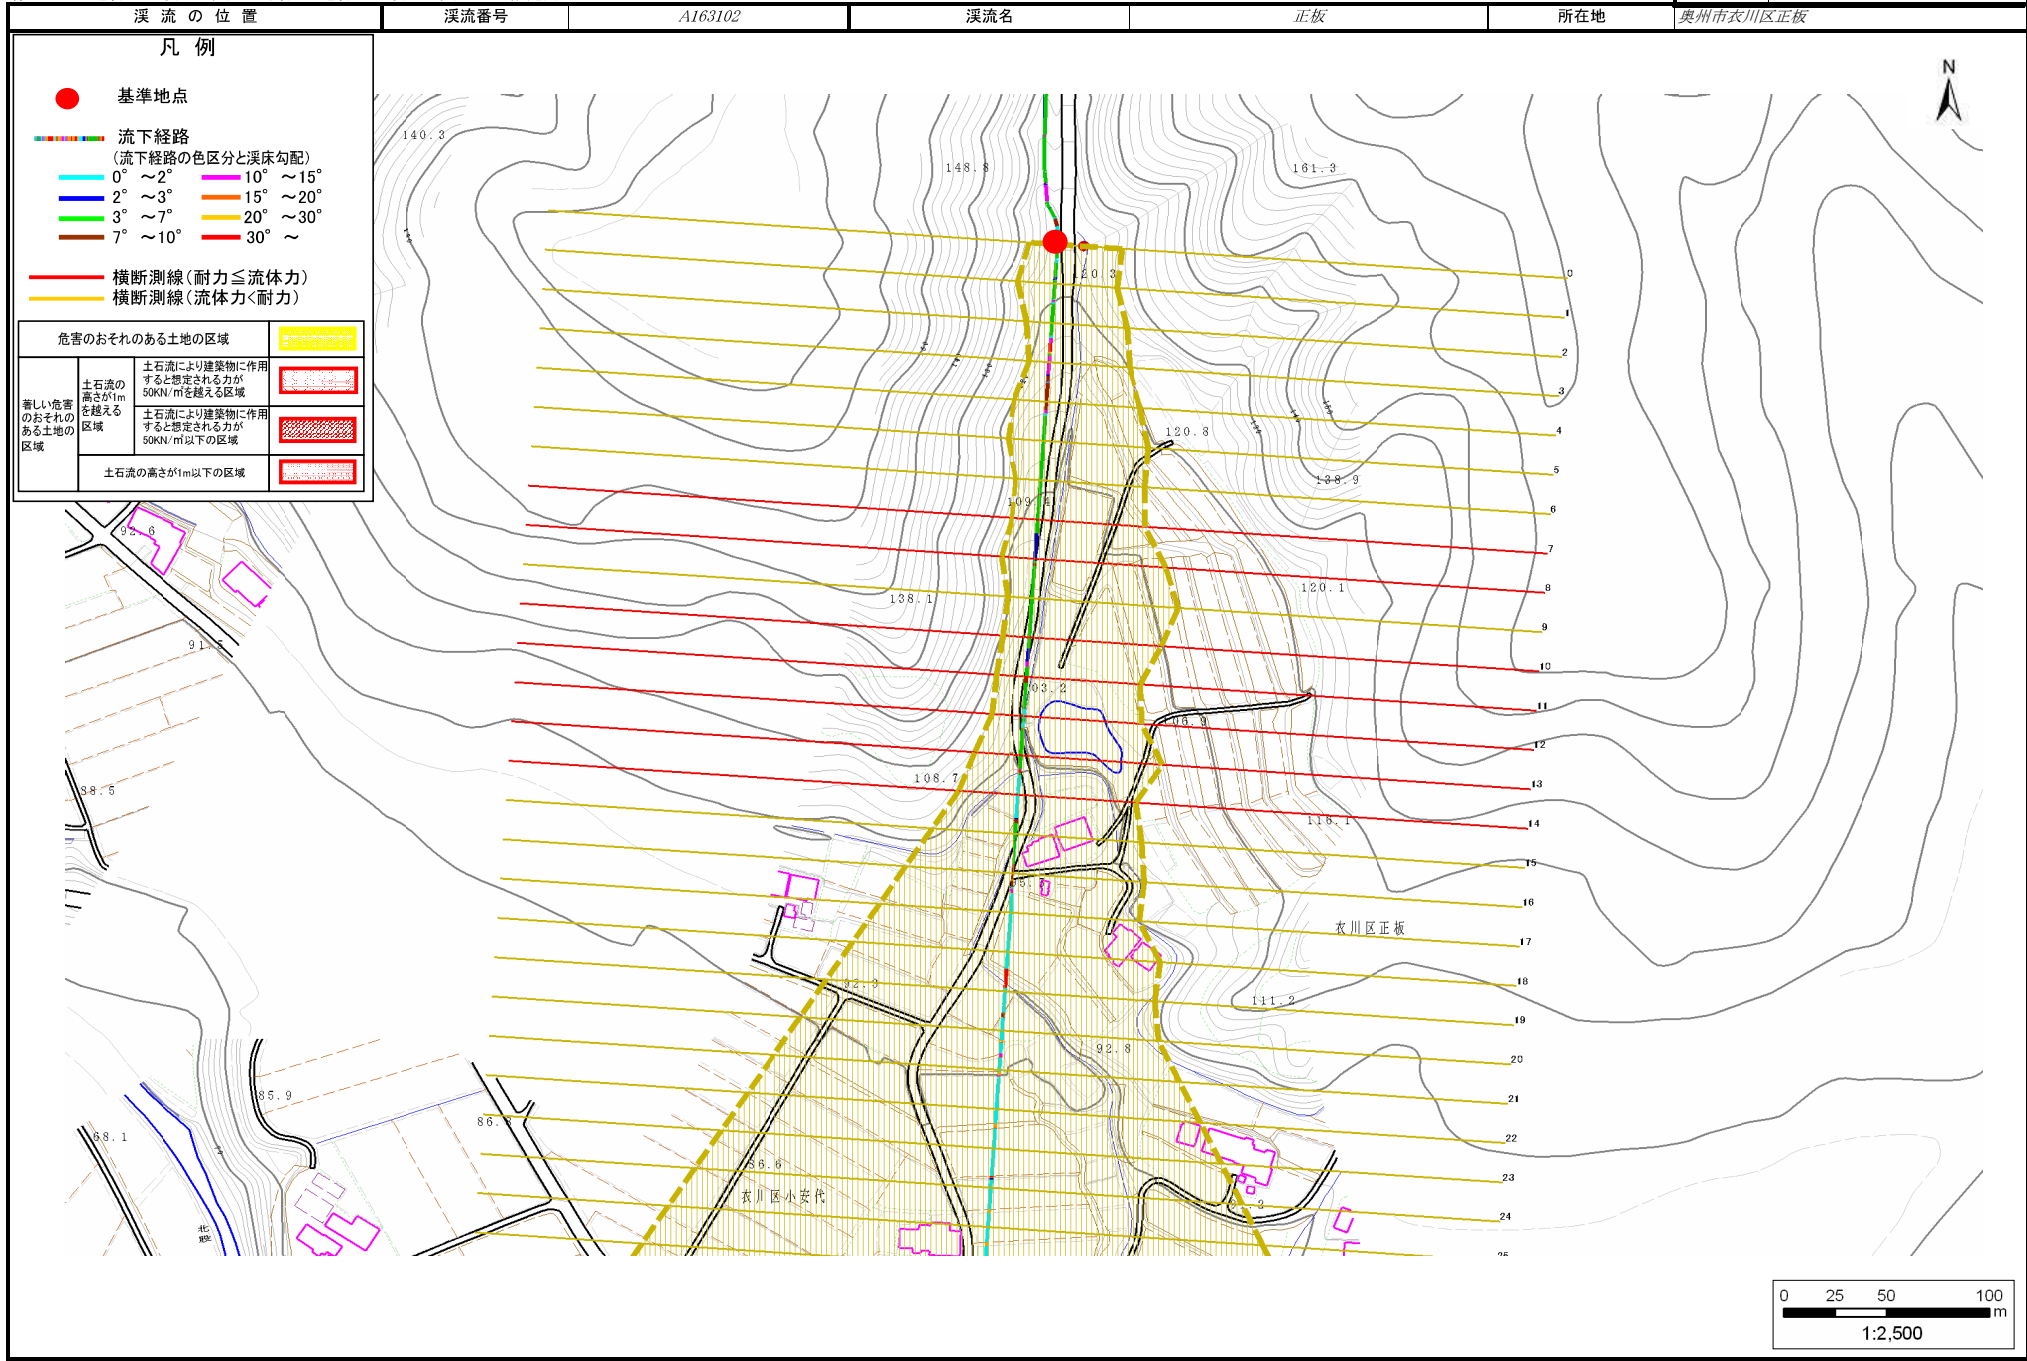 渓流の位置
渓流番号
A163102
渓流名
正板
所在地
奥州市衣川区正板
凡 例
基準地点
流下経路
(流下経路の色区分と渓床勾配)
0° ～2°
10° ～15°
2° ～3°
15° ～20°
3° ～7°
20° ～30°
7° ～10°
30° ～
横断測線(耐力≦流体力)
横断測線(流体力<耐力)
危害のおそれのある土地の区域
著しい危害
のおそれの
ある土地の
区域
土石流の
高さが1m
を越える
区域
土石流により建築物に作用
すると想定される力が
50KN/㎡を越える区域
土石流により建築物に作用
すると想定される力が
50KN/㎡以下の区域
土石流の高さが1m以下の区域
N
140.3
148.8
161.3
120.3
120.8
138.9
109.4
138.1
120.1
92.6
91.5
103.2
106.9
108.7
116.1
88.5
92.3
衣川区正板
111.2
92.8
85.9
68.1
86.6
衣川区小安代
北股
0
1
2
3
4
5
6
7
8
9
10
11
12
13
14
15
16
17
18
19
20
21
22
23
24
0 25 50 100
m
1:2,500